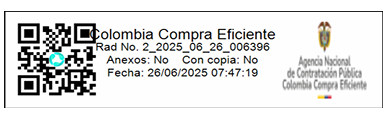 Colombia Compra Eficiente
Rad No. 2_2025_06_26_006396
Anexos: No Con copia: No
Fecha: 26/06/2025 07:47:19
Agencia Nacional
de Contratación Pública
Colombia Compra Eficiente